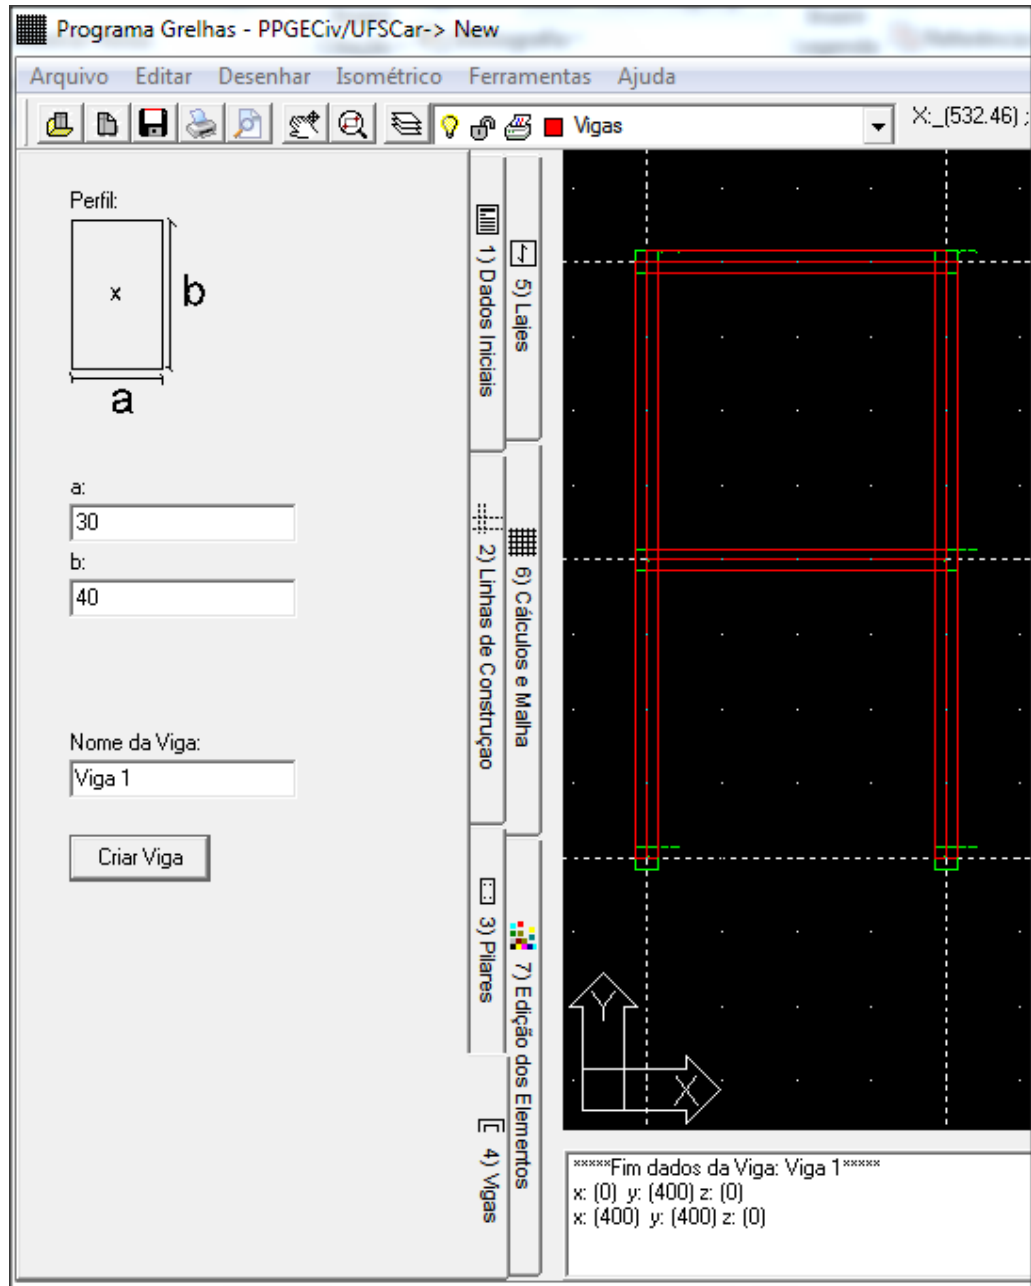 Programa Grelhas - PPGECiv/UFSCar-> New
Arquivo Editar Desenhar Isométrico Ferramentas Ajuda
Vigas
X:_(532.46) ;
Perfil:
x
b
a
a:
30
b:
40
Nome da Viga:
Viga 1
Criar Viga
1) Dados Iniciais
2) Linhas de Construçao
3) Pilares
4) Vigas
5) Lajes
6) Cálculos e Malha
7) Edição dos Elementos
Y
X
*****Fim dados da Viga: Viga 1*****
x: (0) y: (400) z: (0)
x: (400) y: (400) z: (0)